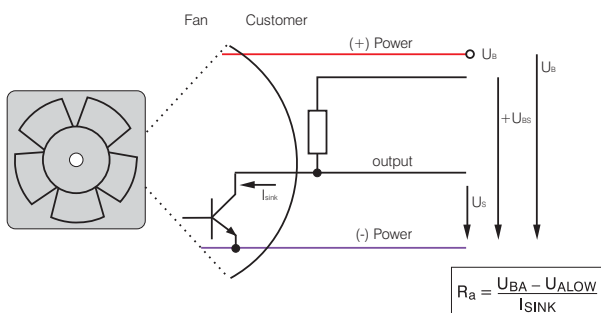 Fan Customer
(+) Power
UB
UB
+UBS
output
Isink
US
(-) Power
Ra = UBA – UALOW
ISINK